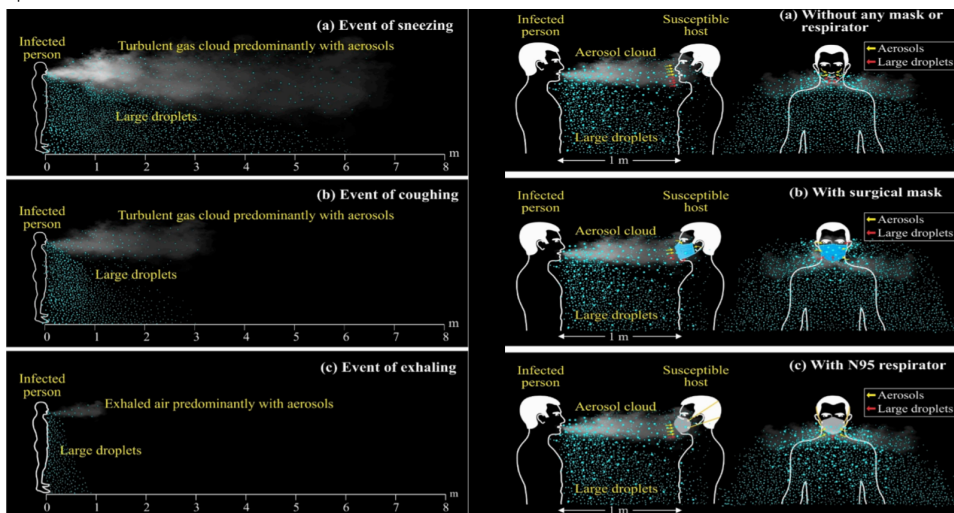 (a) Event of sneezing
Infected
person
Turbulent gas cloud predominantly with aerosols
Large droplets
m
0 1 2 3 4 5 6 7 8
(b) Event of coughing
Infected
person
Turbulent gas cloud predominantly with aerosols
Large droplets
m
0 1 2 3 4 5 6 7 8
(c) Event of exhaling
Infected
person
Exhaled air predominantly with aerosols
Large droplets
m
0 1 2 3 4 5 6 7 8
(a) Without any mask or
respirator
Infected
person
Susceptible
host
Aerosol cloud
Aerosols
Large droplets
Large droplets
1 m
(b) With surgical mask
Infected
person
Susceptible
host
Aerosol cloud
Aerosols
Large droplets
Large droplets
1 m
(c) With N95 respirator
Infected
person
Susceptible
host
Aerosol cloud
Aerosols
Large droplets
Large droplets
1 m